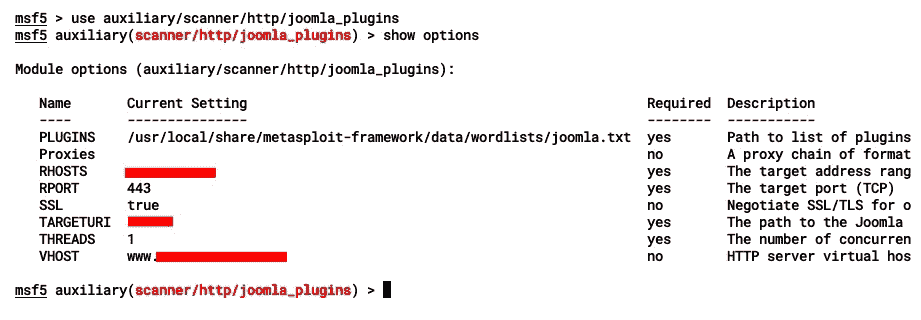 msf5 > use auxiliary/scanner/http/joomla_plugins
msf5 auxiliary(scanner/http/joomla_plugins) > show options
Module options (auxiliary/scanner/http/joomla_plugins):
Name Current Setting Required Description
---- --------------- -------- -----------
PLUGINS /usr/local/share/metasploit-framework/data/wordlists/joomla.txt yes Path to list of plugins
Proxies no A proxy chain of format
RHOSTS yes The target address rang
RPORT 443 yes The target port (TCP)
SSL true no Negotiate SSL/TLS for o
TARGETURI yes The path to the Joomla
THREADS 1 yes The number of concurren
VHOST www. no HTTP server virtual hos
msf5 auxiliary(scanner/http/joomla_plugins) >